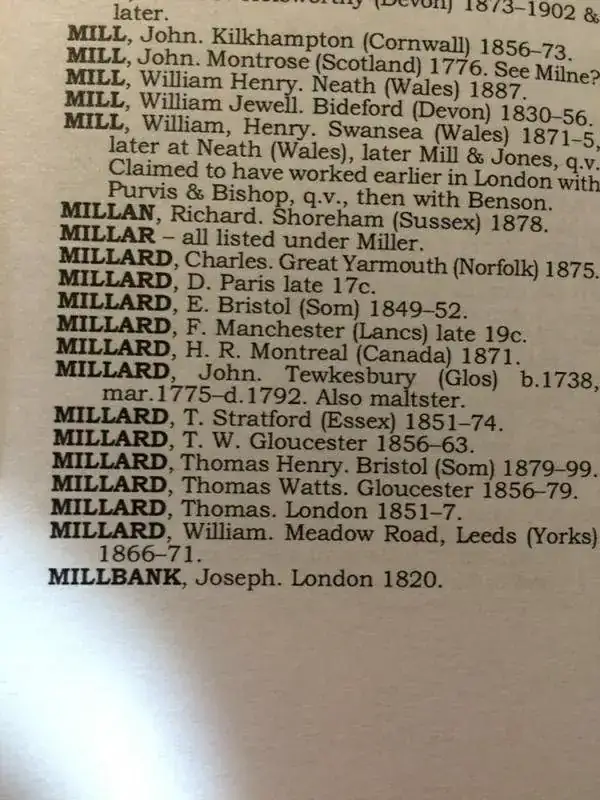 (Devon) 1873–1902 &
later.
MILL, John. Kilkhampton (Cornwall) 1856–73.
MILL, John. Montrose (Scotland) 1776. See Milne?
MILL, William Henry. Neath (Wales) 1887.
MILL, William Jewell. Bideford (Devon) 1830–56.
MILL, William, Henry. Swansea (Wales) 1871–5,
later at Neath (Wales), later Mill & Jones, q.v.
Claimed to have worked earlier in London with
Purvis & Bishop, q.v., then with Benson.
MILLAN, Richard. Shoreham (Sussex) 1878.
MILLAR – all listed under Miller.
MILLARD, Charles. Great Yarmouth (Norfolk) 1875.
MILLARD, D. Paris late 17c.
MILLARD, E. Bristol (Som) 1849–52.
MILLARD, F. Manchester (Lancs) late 19c.
MILLARD, H. R. Montreal (Canada) 1871.
MILLARD, John. Tewkesbury (Glos) b.1738,
mar.1775–d.1792. Also maltster.
MILLARD, T. Stratford (Essex) 1851–74.
MILLARD, T. W. Gloucester 1856–63.
MILLARD, Thomas Henry. Bristol (Som) 1879–99.
MILLARD, Thomas Watts. Gloucester 1856–79.
MILLARD, Thomas. London 1851–7.
MILLARD, William. Meadow Road, Leeds (Yorks)
1866–71.
MILLBANK, Joseph. London 1820.